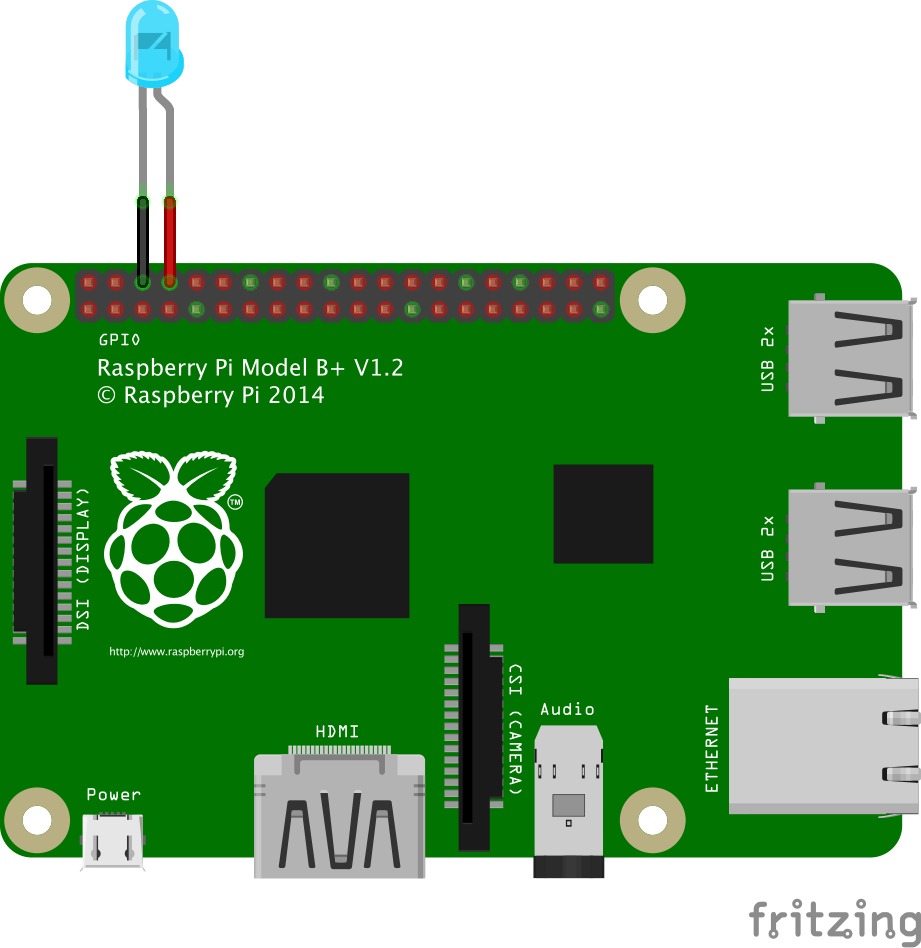 GPIO
Raspberry Pi Model B+ V1.2
© Raspberry Pi 2014
USB 2x
DSI (DISPLAY)
TM
USB 2x
http://www.raspberrypi.org
CSI (CAMERA)
Audio
ETHERNET
HDMI
Power
fritzing